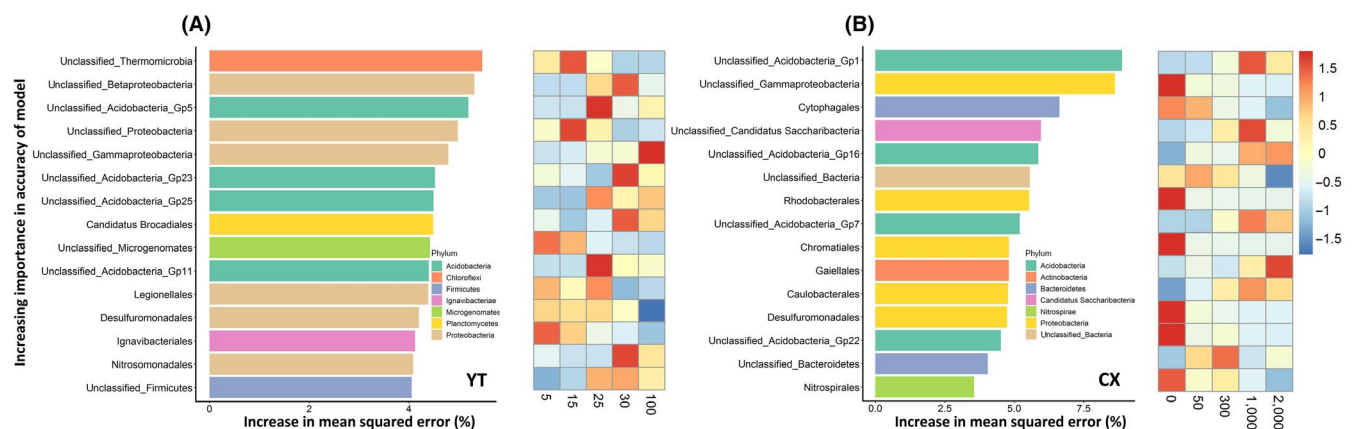 (A)
Increasing importance in accuracy of model
Unclassified_Thermomicrobia
Unclassified_Betaproteobacteria
Unclassified_Acidobacteria_Gp5
Unclassified_Proteobacteria
Unclassified_Gammaproteobacteria
Unclassified_Acidobacteria_Gp23
Unclassified_Acidobacteria_Gp25
Candidatus Brocadiales
Unclassified_Microgenomates
Unclassified_Acidobacteria_Gp11
Legionellales
Desulfuromonadales
Ignavibacteriales
Nitrosomonadales
Unclassified_Firmicutes
Phylum
Acidobacteria
Chloroflexi
Firmicutes
Ignavibacteriae
Microgenomates
Planctomycetes
Proteobacteria
YT
0 2 4
Increase in mean squared error (%)
5 15 25 30 100
(B)
Unclassified_Acidobacteria_Gp1
Unclassified_Gammaproteobacteria
Cytophagales
Unclassified_Candidatus Saccharibacteria
Unclassified_Acidobacteria_Gp16
Unclassified_Bacteria
Rhodobacterales
Unclassified_Acidobacteria_Gp7
Chromatiales
Gaiellales
Caulobacterales
Desulfuromonadales
Unclassified_Acidobacteria_Gp22
Unclassified_Bacteroidetes
Nitrospirales
Phylum
Acidobacteria
Actinobacteria
Bacteroidetes
Candidatus Saccharibacteria
Nitrospirae
Proteobacteria
Unclassified_Bacteria
CX
0.0 2.5 5.0 7.5
Increase in mean squared error (%)
0 50 300 1,000 2,000
1.5
1
0.5
0
−0.5
−1
−1.5